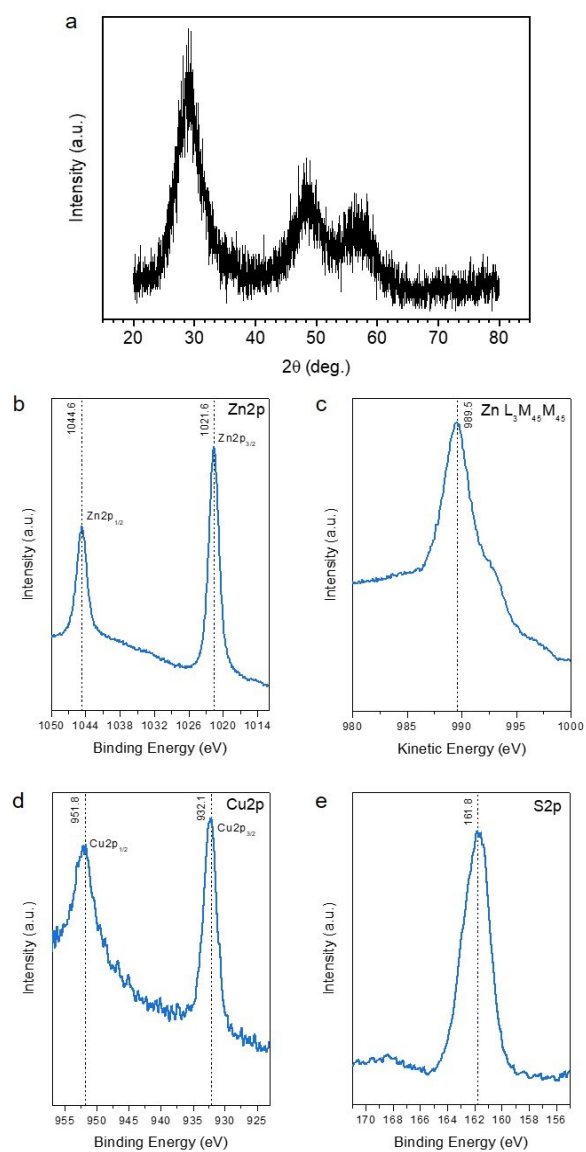 a
Intensity (a.u.)
20 30 40 50 60 70 80
2θ (deg.)
b
Zn2p
1044.6
1021.6
Zn2p3/2
Zn2p1/2
Intensity (a.u.)
1050 1044 1038 1032 1026 1020 1014
Binding Energy (eV)
c
Zn L3M45M45
989.5
Intensity (a.u.)
980 985 990 995 1000
Kinetic Energy (eV)
d
Cu2p
951.8
932.1
Cu2p1/2
Cu2p3/2
Intensity (a.u.)
955 950 945 940 935 930 925
Binding Energy (eV)
e
S2p
161.8
Intensity (a.u.)
170 168 166 164 162 160 158 156
Binding Energy (eV)